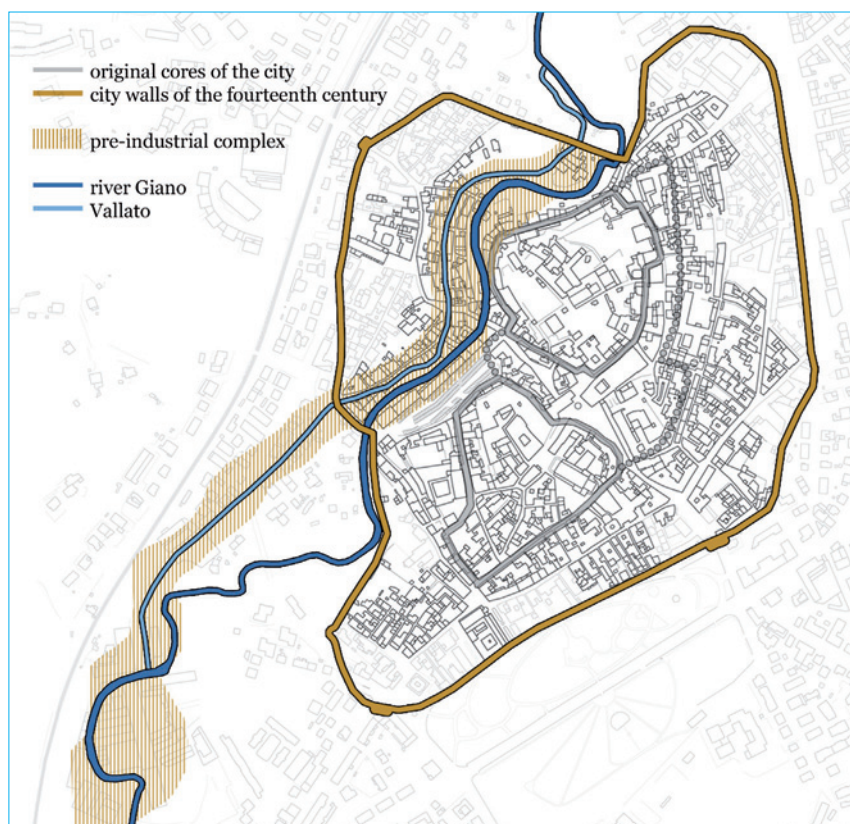 original cores of the city
city walls of the fourteenth century
pre-industrial complex
river Giano
Vallato